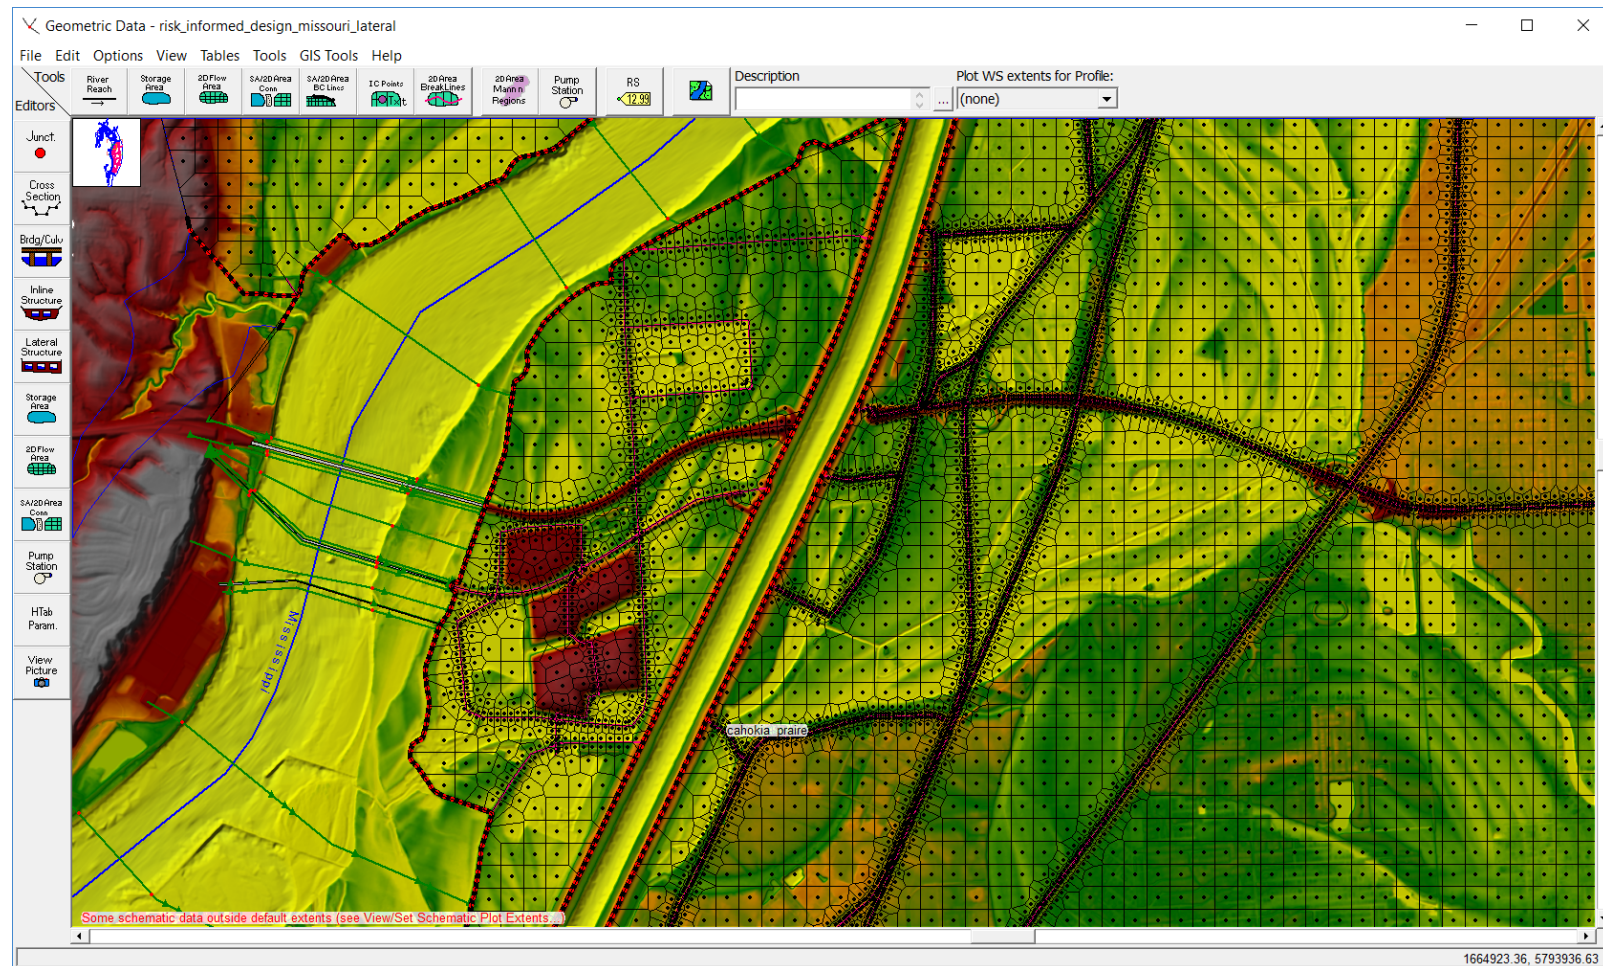 Geometric Data - risk_informed_design_missouri_lateral
File Edit Options View Tables Tools GIS Tools Help
Tools
Editors
River
Reach
Storage
Area
2D Flow
Area
SA/2D Area
Conn
SA/2D Area
BC Lines
IC Points
2D Area
BreakLines
2D Area
Mann n
Regions
Pump
Station
RS
12.99
Description
...
Plot WS extents for Profile:
(none)
Junct.
Cross
Section
Brdg/Culv
Inline
Structure
Lateral
Structure
Storage
Area
2D Flow
Area
SA/2D Area
Conn
Pump
Station
HTab
Param.
View
Picture
Mississippi
cahokia_praire
Some schematic data outside default extents (see View/Set Schematic Plot Extents...)
1664923.36, 5793936.63